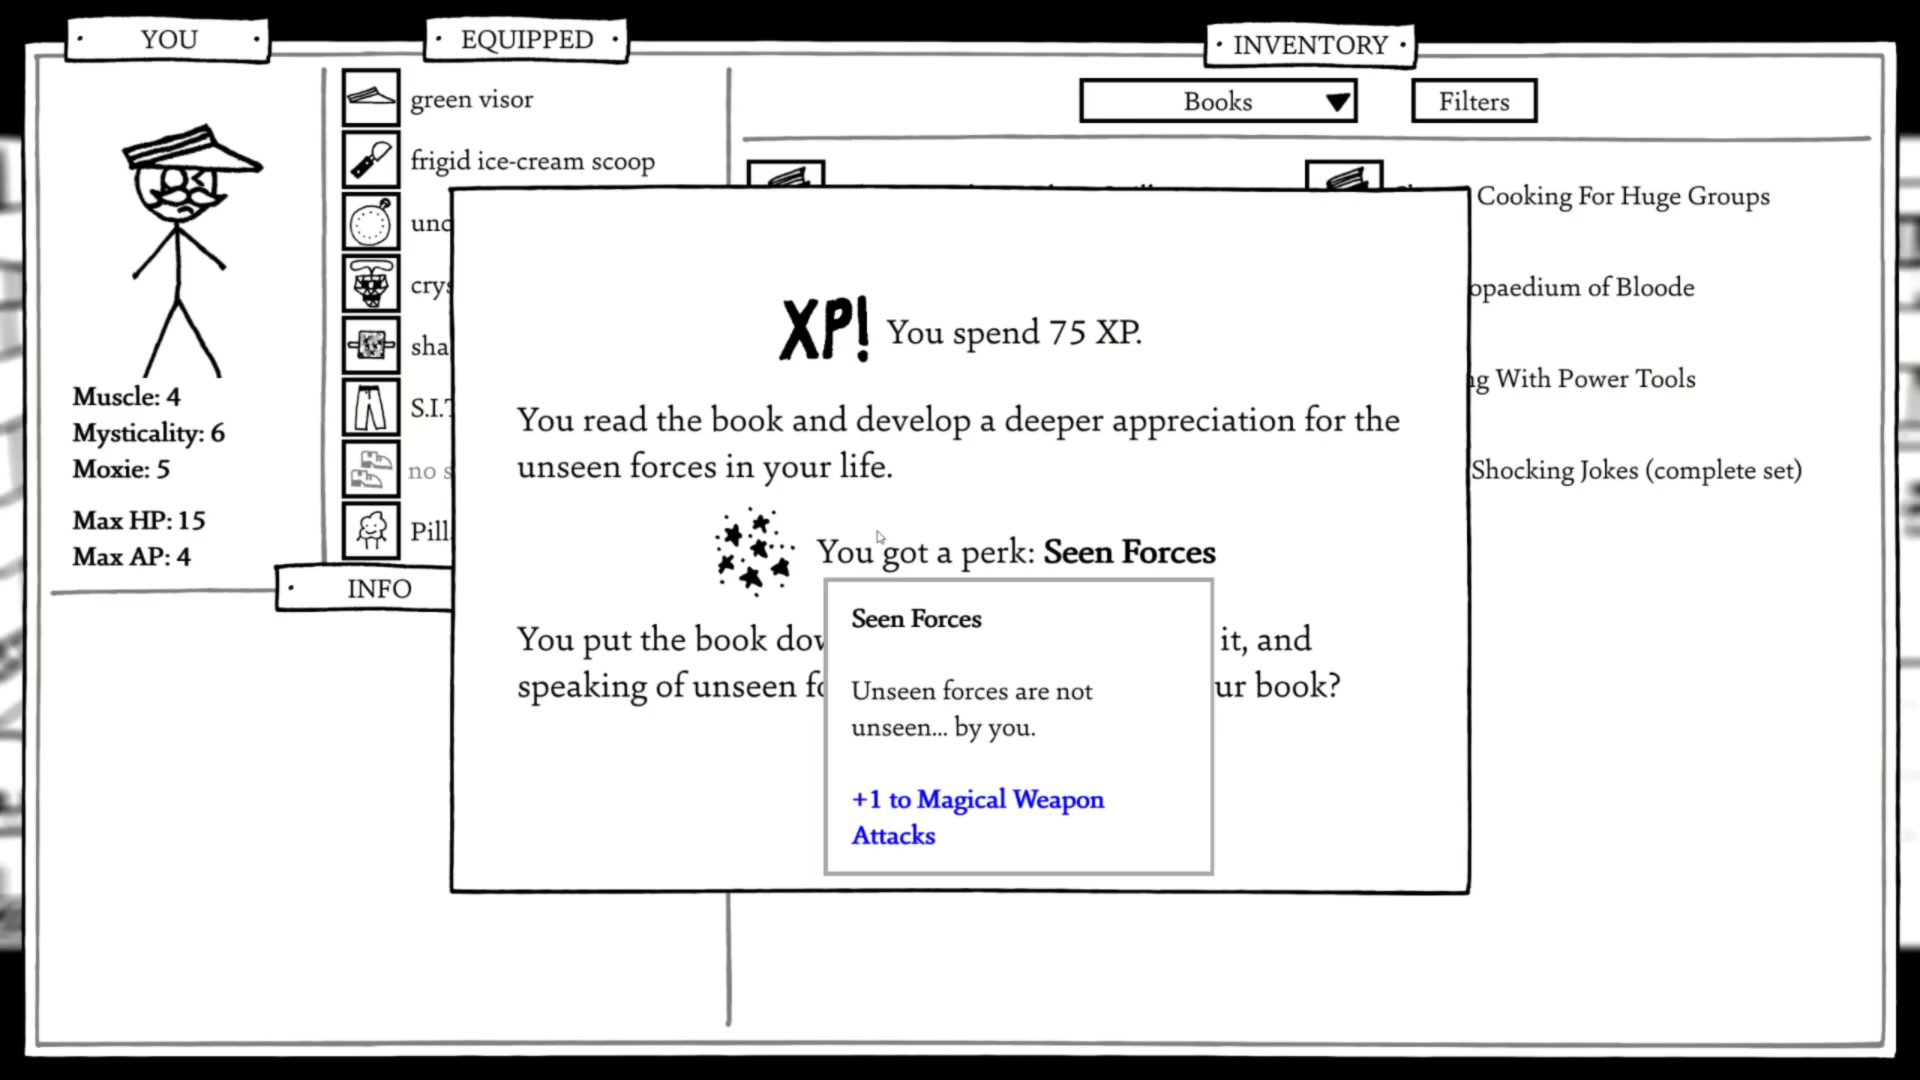 YOU
EQUIPPED
INVENTORY
green visor
Books
Filters
frigid ice-cream scoop
Cooking For Huge Groups
XP! You spend 75 XP.
You read the book and develop a deeper appreciation for the
unseen forces in your life.
With Power Tools
Shocking Jokes (complete set)
of Bloode
Muscle: 4
Mysticality: 6
Moxie: 5
no
Max HP: 15
Max AP: 4
You got a perk: Seen Forces
INFO
Seen Forces
You put the book it, and
speaking of unseen book?
Unseen forces are not
unseen... by you.
+1 to Magical Weapon
Attacks